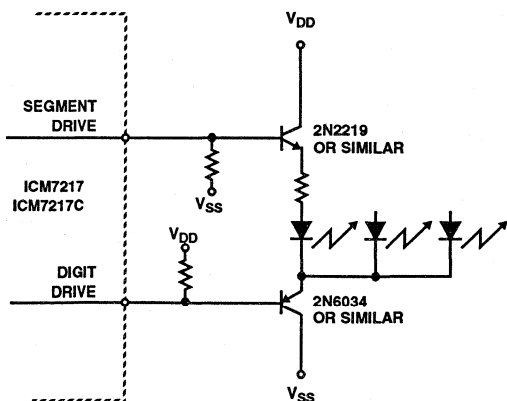 VDD
SEGMENT
DRIVE
2N2219
OR SIMILAR
ICM7217
ICM7217C
VSS
VDD
DIGIT
DRIVE
2N6034
OR SIMILAR
VSS